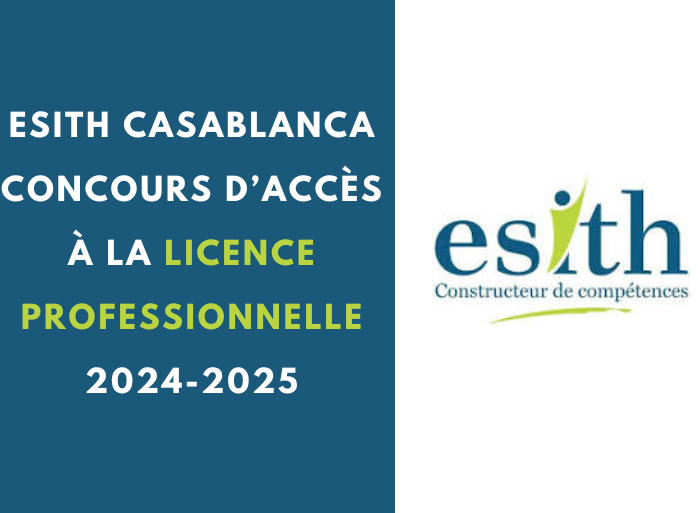 ESITH CASABLANCA
CONCOURS D’ACCÈS
À LA LICENCE
PROFESSIONNELLE
2024-2025
esith
Constructeur de compétences